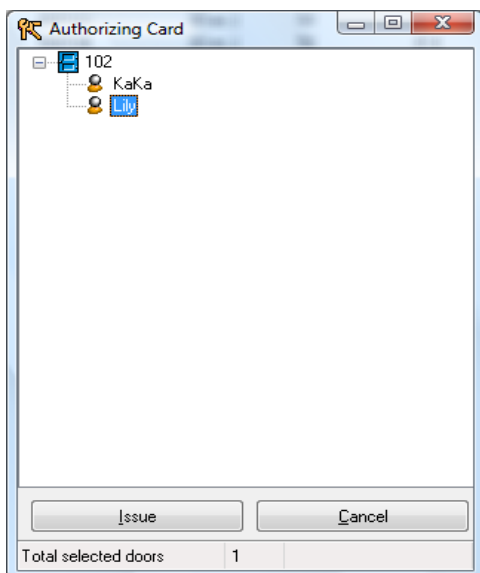 Authorizing Card
102
KaKa
Lily
Issue
Cancel
Total selected doors 1